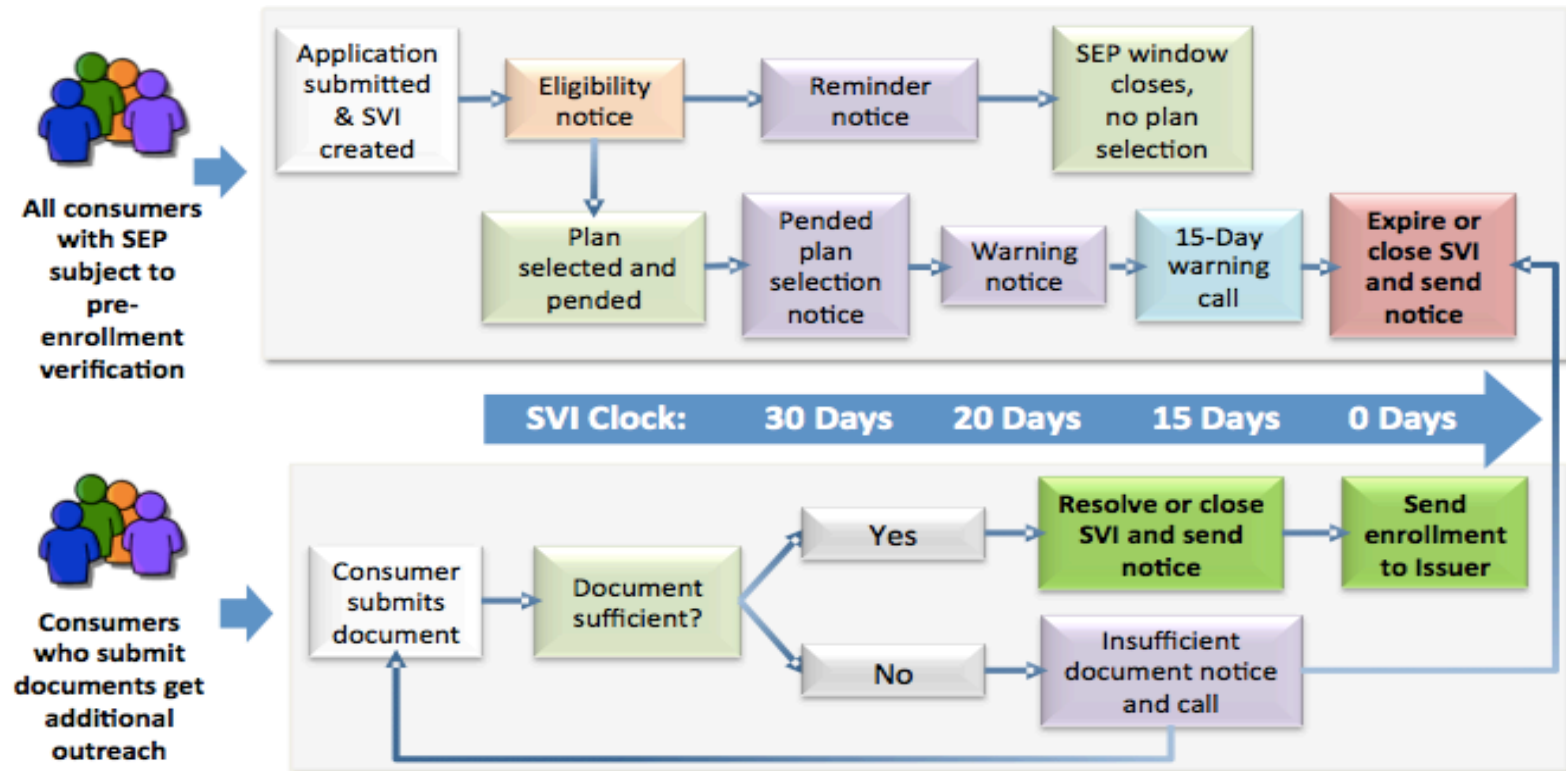 Application
submitted
& SVI
created
Eligibility
notice
Reminder
notice
SEP window
closes,
no plan
selection
All consumers
with SEP
subject to
pre-
enrollment
verification
Plan
selected and
pended
Pended
plan
selection
notice
Warning
notice
15-Day
warning
call
Expire or
close SVI
and send
notice
SVI Clock: 30 Days 20 Days 15 Days 0 Days
Consumers
who submit
documents get
additional
outreach
Consumer
submits
document
Document
sufficient?
Yes
Resolve or close
SVI and send
notice
Send
enrollment
to Issuer
No
Insufficient
document notice
and call